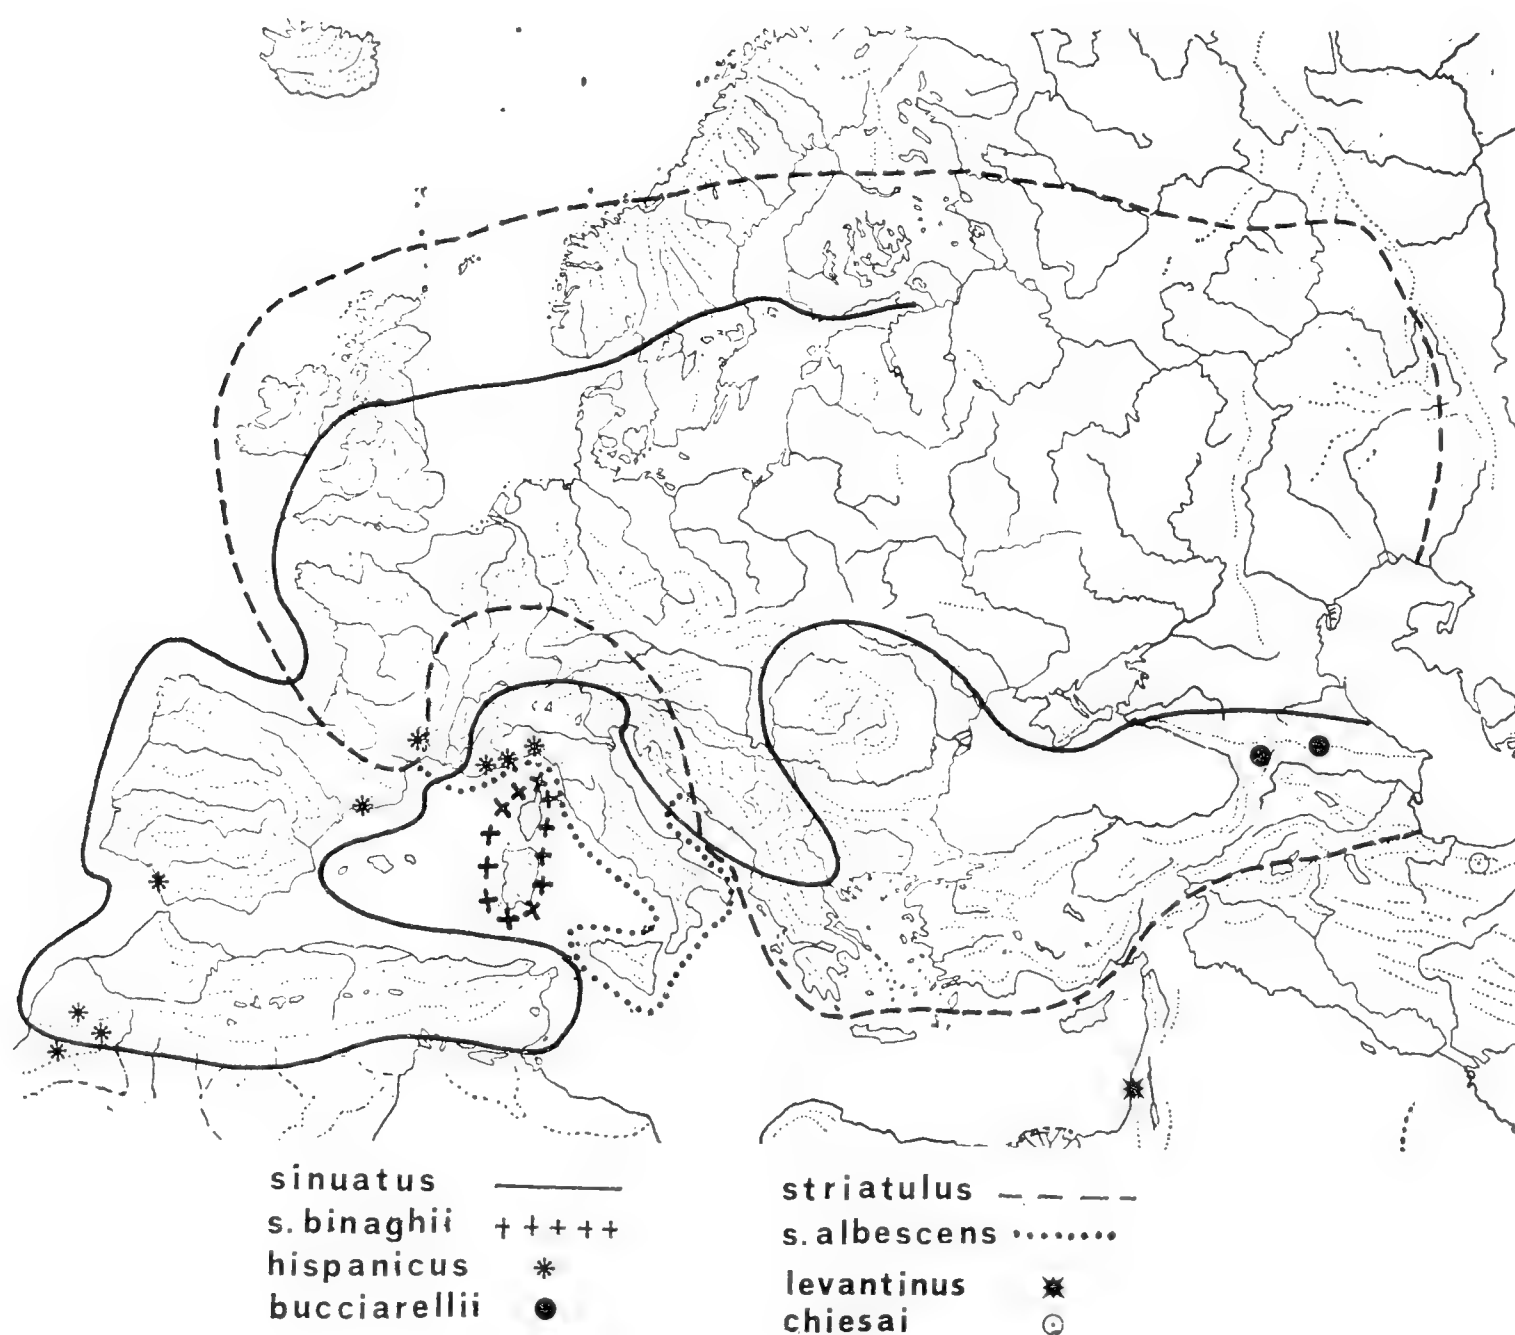 sinuatus
s. binaghii
hispanicus
bucciarellii
striatulus
s. albescens
levantinus
chiesai